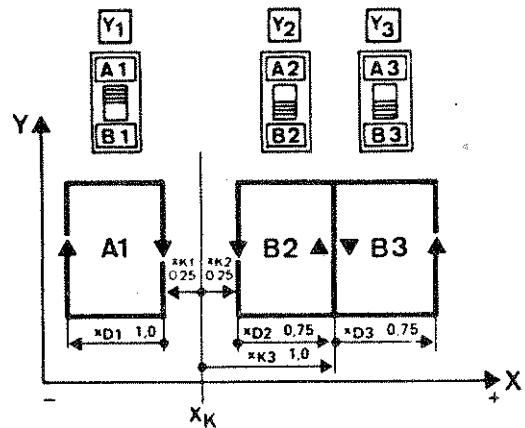 Y1 Y2 Y3
A1 A2 A3
B1 B2 B3
Y
A1 B2 B3
xK1 xK2
0.25 0.25
xD1 1,0 xD2 0,75 xD3 0,75
xK3 1,0
X
- XK +